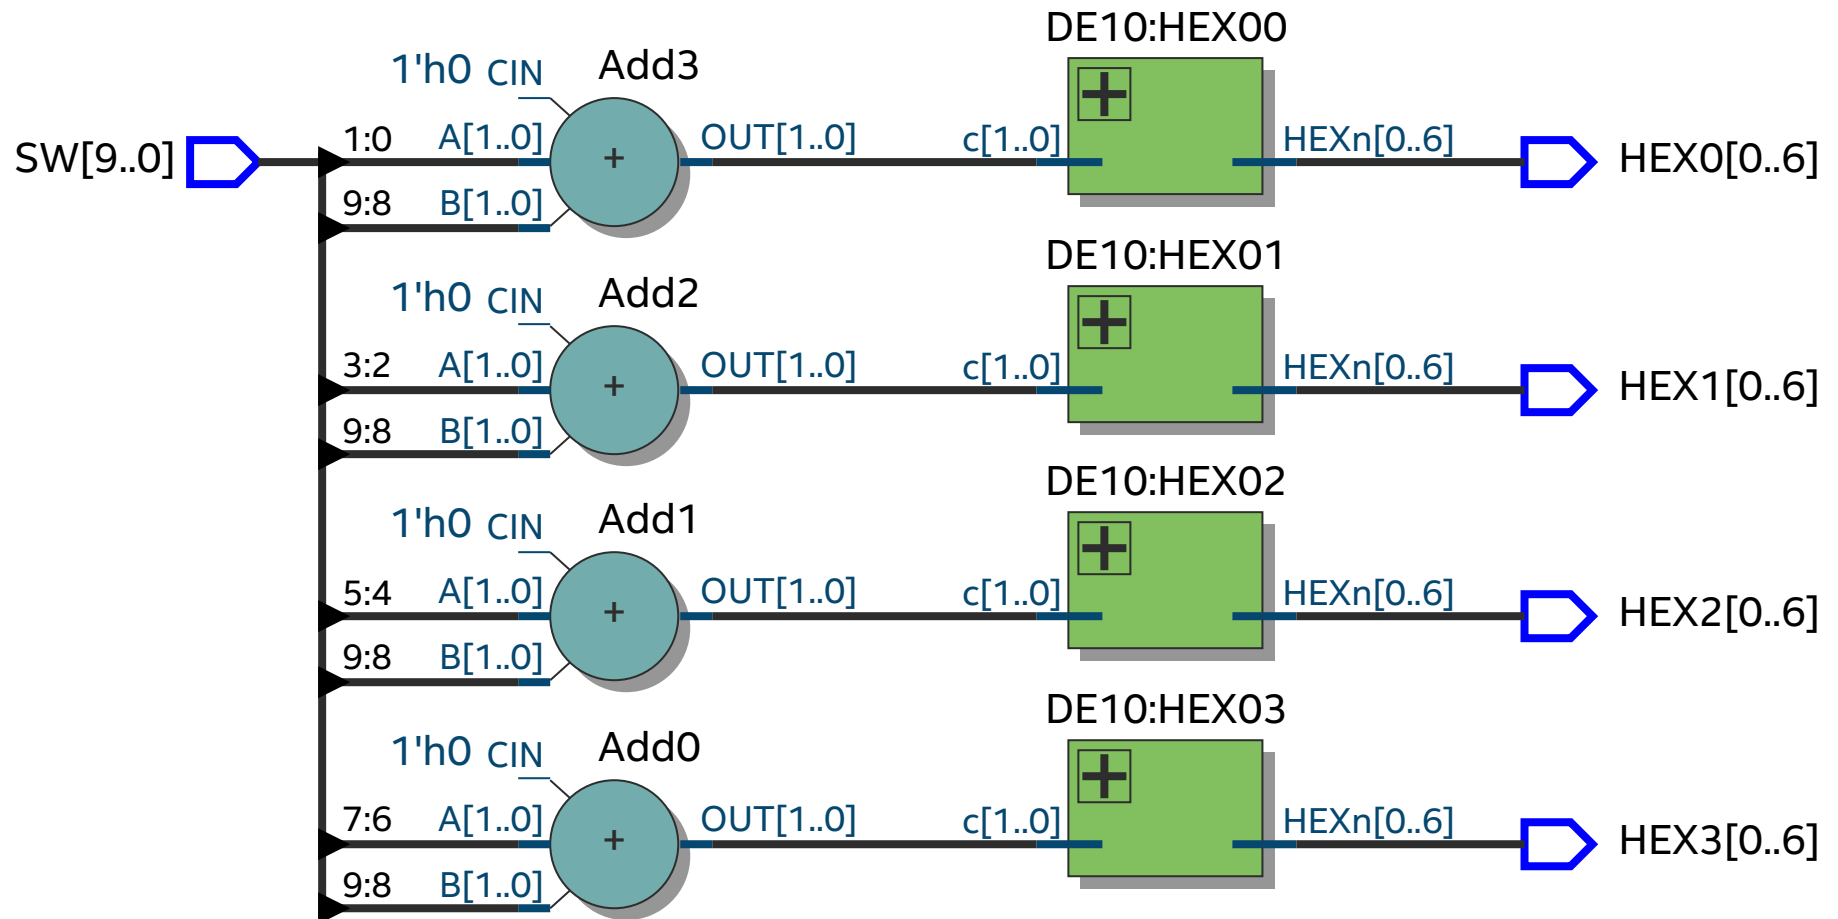 DE10:HEX00
1'h0 CIN Add3
SW[9..0] 1:0 A[1..0] + OUT[1..0] c[1..0] HEXn[0..6] HEX0[0..6]
9:8 B[1..0]
DE10:HEX01
1'h0 CIN Add2
3:2 A[1..0] + OUT[1..0] c[1..0] HEXn[0..6] HEX1[0..6]
9:8 B[1..0]
DE10:HEX02
1'h0 CIN Add1
5:4 A[1..0] + OUT[1..0] c[1..0] HEXn[0..6] HEX2[0..6]
9:8 B[1..0]
DE10:HEX03
1'h0 CIN Add0
7:6 A[1..0] + OUT[1..0] c[1..0] HEXn[0..6] HEX3[0..6]
9:8 B[1..0]